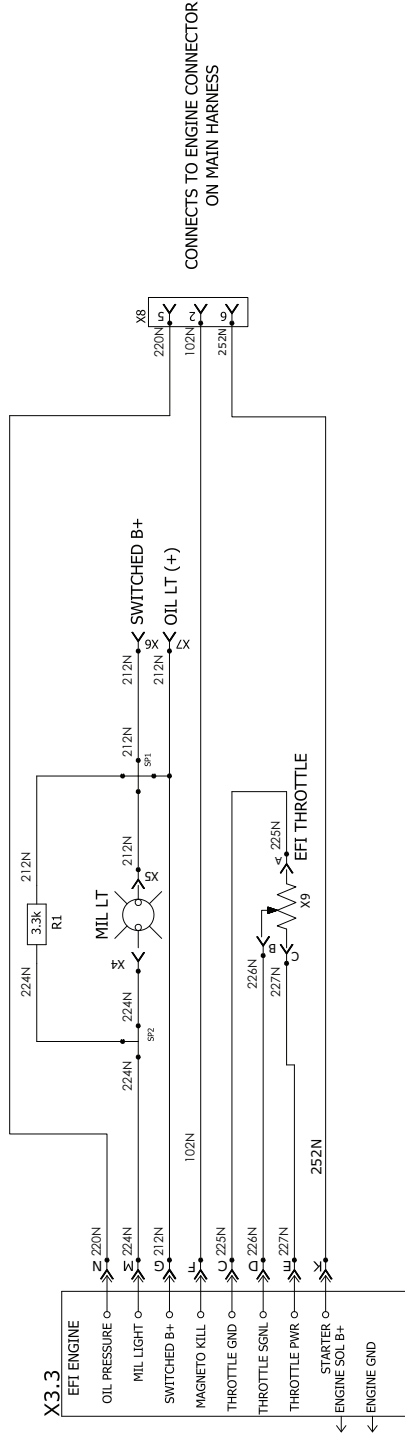 CONNECTS TO ENGINE CONNECTOR
ON MAIN HARNESS
X8
5
2
6
220N
102N
252N
SWITCHED B+
OIL LT (+)
X6
X7
212N
212N
212N
SP1
212N
212N
3.3k
R1
224N
MIL LT
X5
X4
224N
224N
SP2
EFI THROTTLE
225N
A
X9
B
C
226N
227N
102N
252N
220N
N
224N
M
212N
G
F
225N
C
226N
D
227N
E
K
X3.3
EFI ENGINE
OIL PRESSURE
MIL LIGHT
SWITCHED B+
MAGNETO KILL
THROTTLE GND
THROTTLE SGNL
THROTTLE PWR
STARTER
ENGINE SOL B+
ENGINE GND